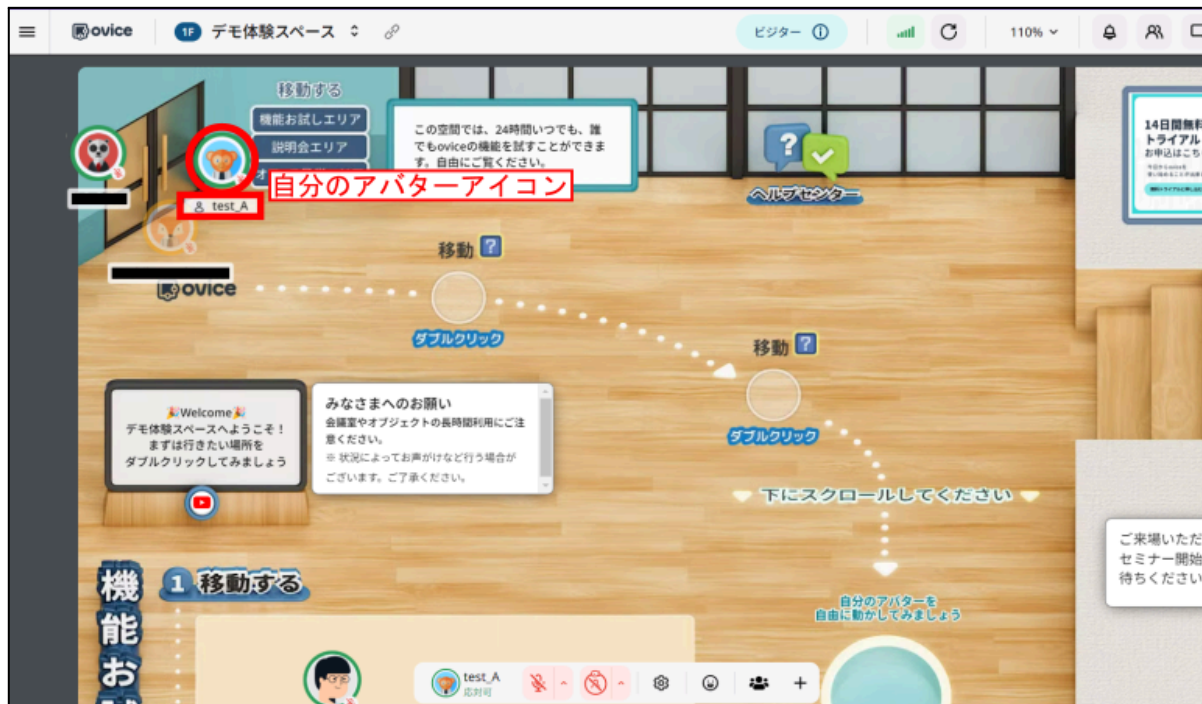 ovice
1F デモ体験スペース
ビジター
110%
移動する
機能お試しエリア
説明会エリア
オ
この空間では、24時間いつでも、誰
でもoviceの機能を試すことができま
す。自由にご覧ください。
自分のアバターアイコン
test_A
ヘルプセンター
14日間無料
トライアル
お申込はこち
移動 ?
ovice
ダブルクリック
移動 ?
ダブルクリック
🎉Welcome🎉
デモ体験スペースへようこそ！
まずは行きたい場所を
ダブルクリックしてみましょう
みなさまへのお願い
会議室やオブジェクトの長時間利用にご注
意ください。
※ 状況によってお声がけなど行う場合が
ございます。ご了承ください。
下にスクロールしてください
ご来場いただ
セミナー開始
待ちください
機能お
1 移動する
自分のアバターを
自由に動かしてみましょう
test_A
応対可